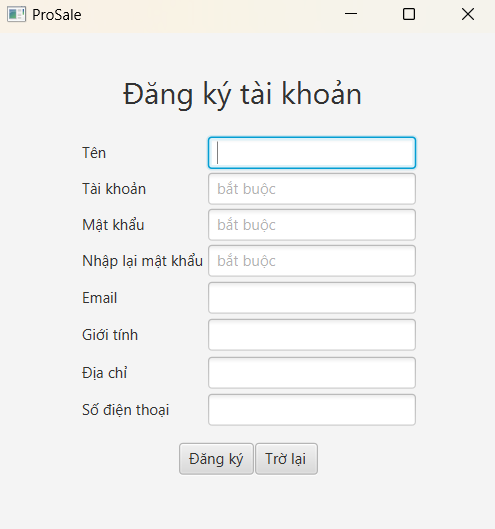 ProSale
Đăng ký tài khoản
Tên
Tài khoản bắt buộc
Mật khẩu bắt buộc
Nhập lại mật khẩu bắt buộc
Email
Giới tính
Địa chỉ
Số điện thoại
Đăng ký Trờ lại